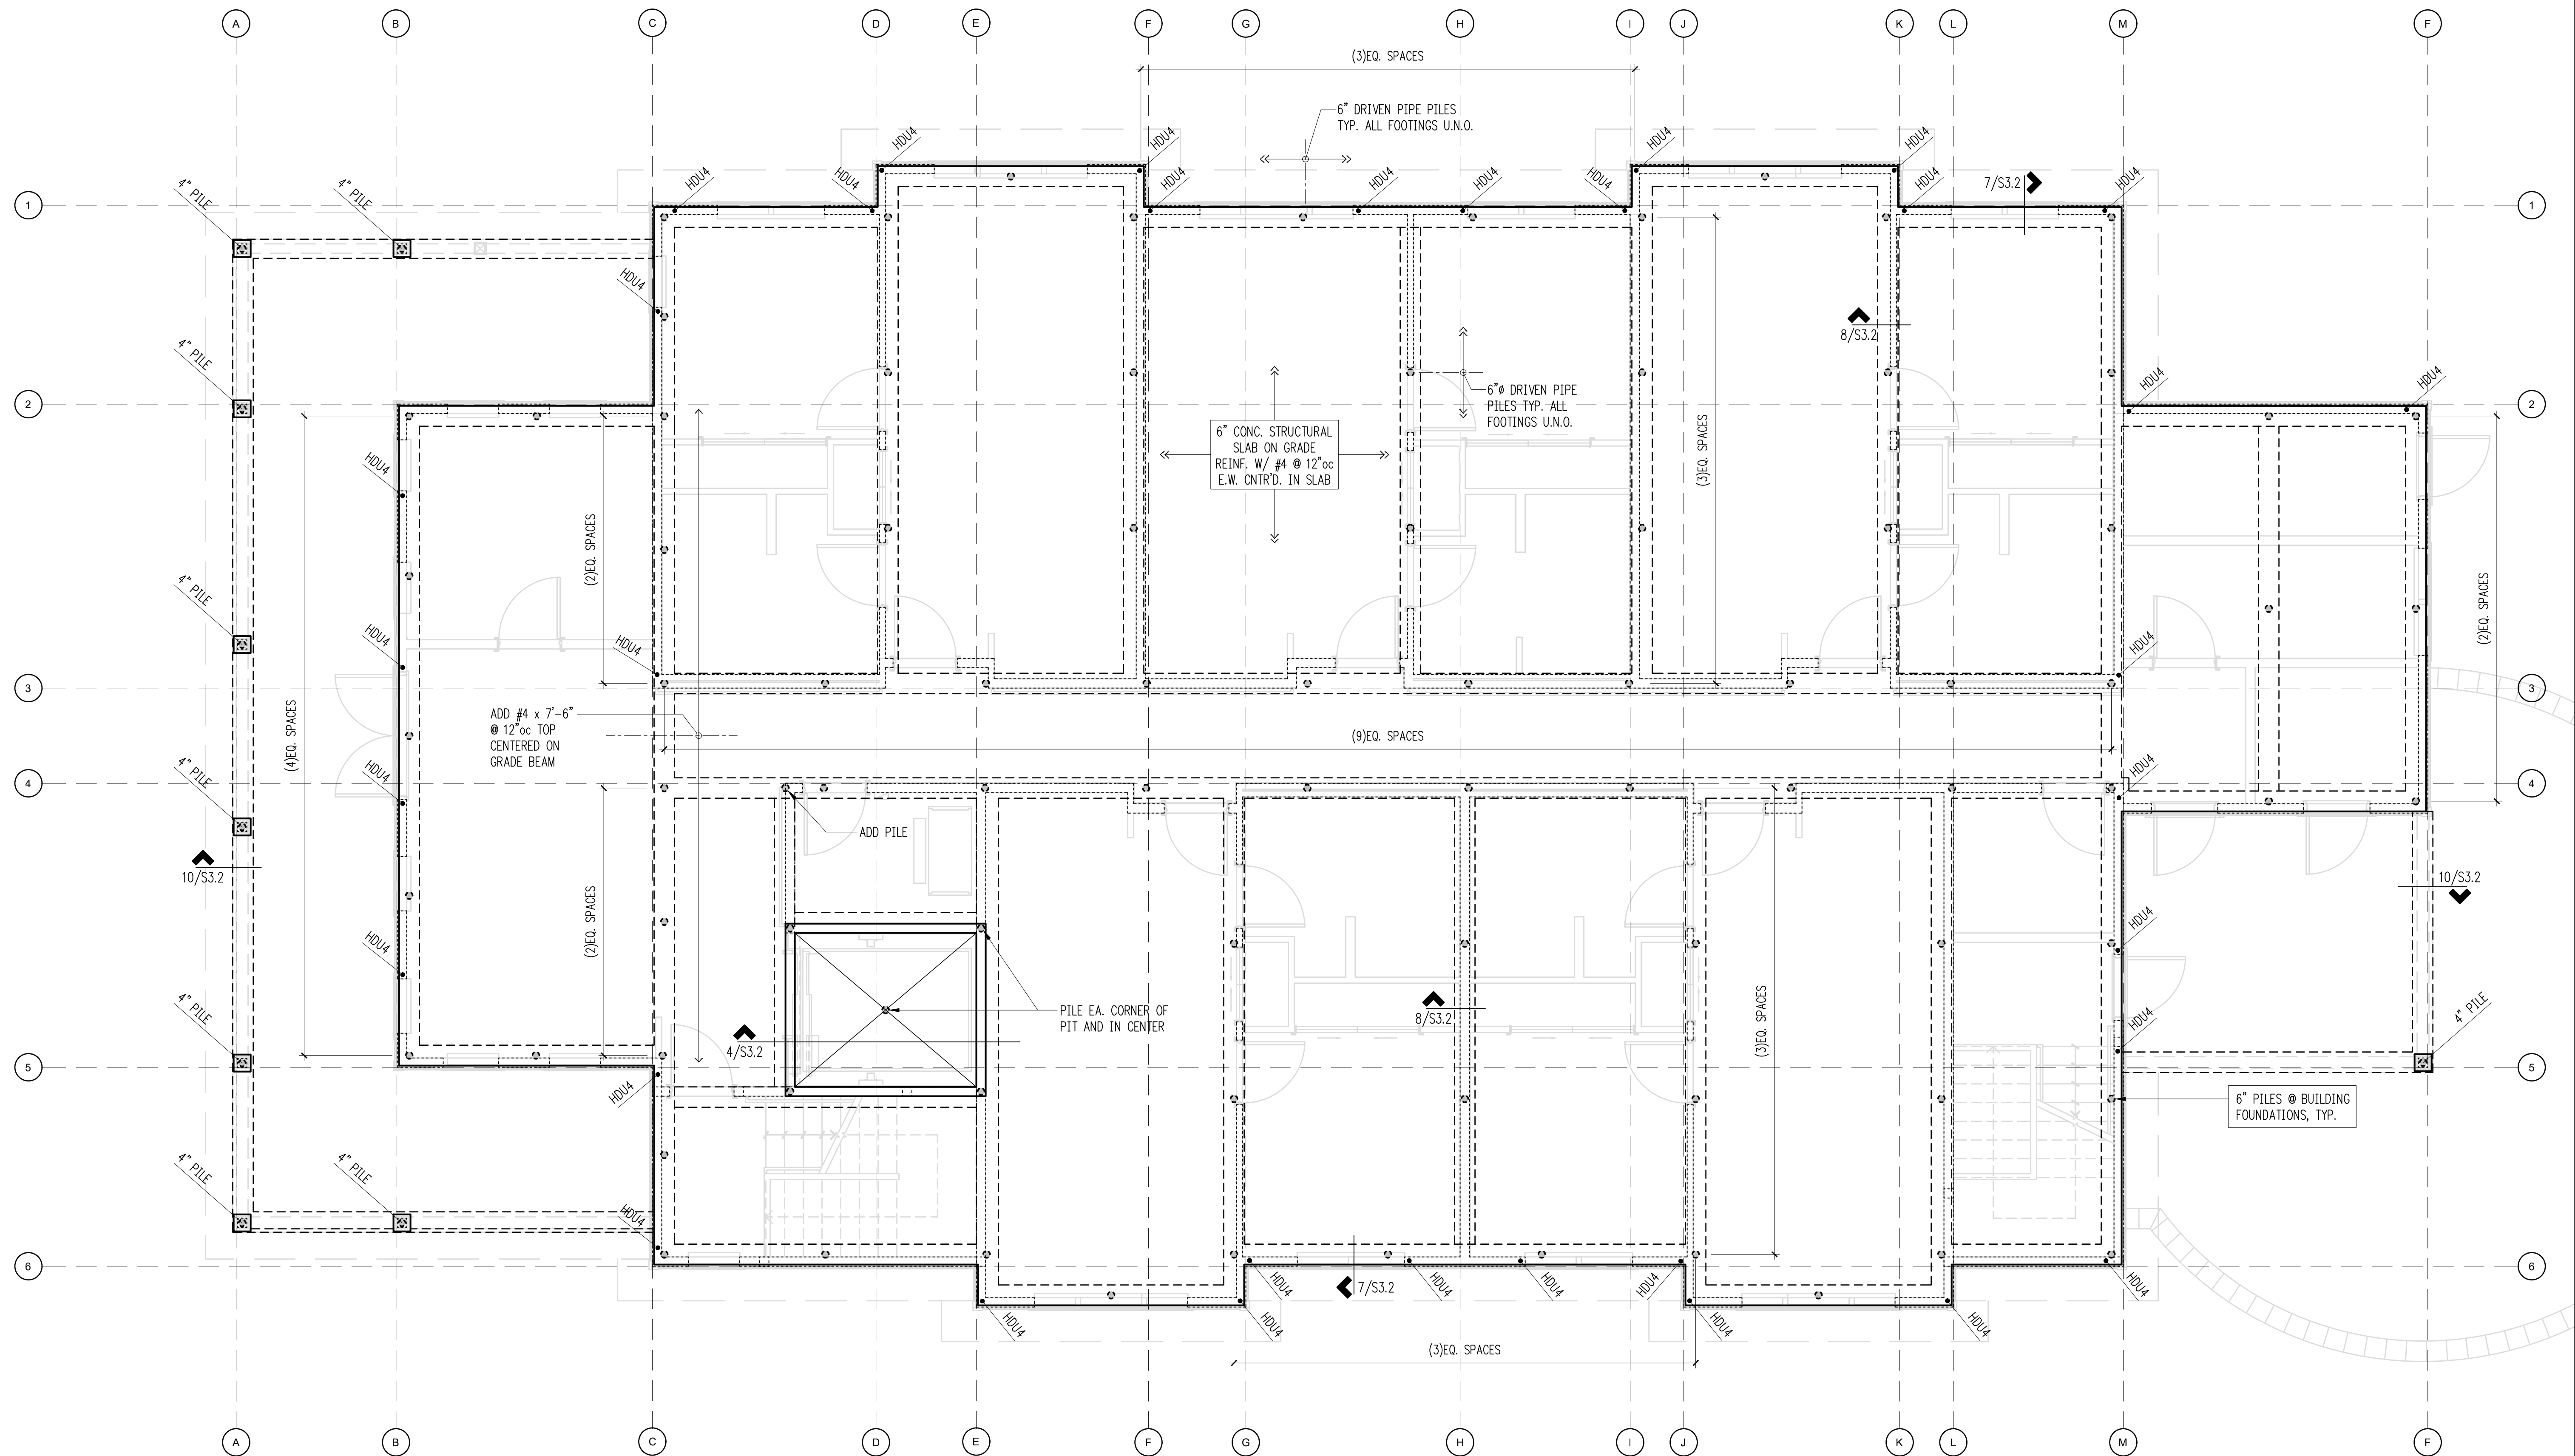 A B C D E F G H I J K L M F
(3)EQ. SPACES
6" DRIVEN PIPE PILES
TYP. ALL FOOTINGS U.N.O.
HDU4 HDU4 HDU4 HDU4
HDU4 HDU4 HDU4 HDU4 HDU4 HDU4 HDU4 HDU4
7/S3.2
4" PILE 4" PILE
1 1
HDU4
8/S3.2
4" PILE
6"ø DRIVEN PIPE
PILES TYP. ALL
FOOTINGS U.N.O.
HDU4 HDU4
2 2
6" CONC. STRUCTURAL
SLAB ON GRADE
REINF. W/ #4 @ 12"oc
E.W. CNTR'D. IN SLAB
(3)EQ. SPACES
HDU4
(2)EQ. SPACES
4" PILE
(2)EQ. SPACES
HDU4 HDU4 HDU4
3 3
ADD #4 x 7'-6"
@ 12"oc TOP
CENTERED ON
GRADE BEAM
(4)EQ. SPACES
(9)EQ. SPACES
4" PILE
HDU4 HDU4
4 4
ADD PILE
10/S3.2 10/S3.2
(2)EQ. SPACES
HDU4 HDU4
4" PILE
PILE EA. CORNER OF
PIT AND IN CENTER
8/S3.2
4/S3.2
(3)EQ. SPACES
HDU4
4" PILE
5 5
HDU4
6" PILES @ BUILDING
FOUNDATIONS, TYP.
4" PILE 4" PILE
HDU4
6 6
HDU4 HDU4 HDU4 HDU4 HDU4
7/S3.2
HDU4 HDU4 HDU4 HDU4
(3)EQ. SPACES
A B C D E F G H I J K L M F